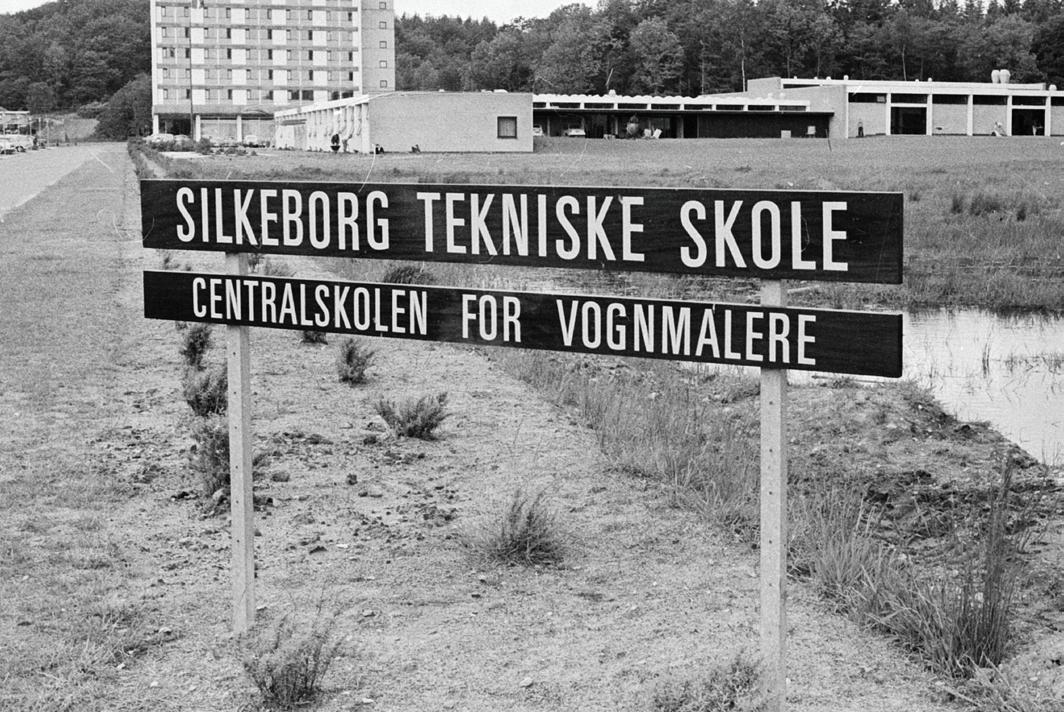 SILKEBORG TEKNISKE SKOLE
CENTRALSKOLEN FOR VOGNMALERE